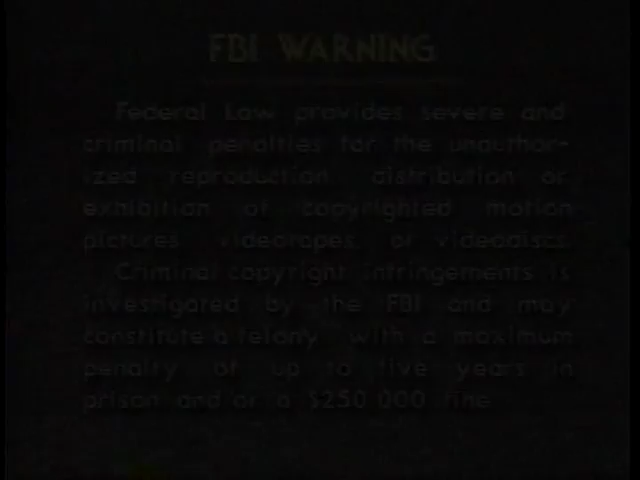 FBI WARNING
Federal Law provides severe and
criminal penalties for the unauthor-
ized reproduction distribution or
exhibition of copyrighted motion
pictures videotapes or videodiscs
Criminal copyright infringements is
investigated by the FBI and may
constitute a felony with a maximum
penalty of up to five years in
prison and or a $250 000 fine